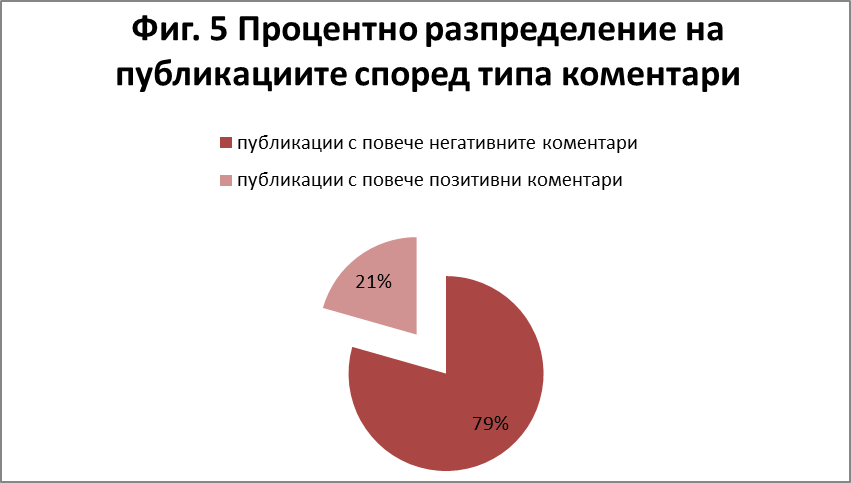 Фиг. 5 Процентно разпределение на
публикациите според типа коментари
публикации с повече негативните коментари
публикации с повече позитивни коментари
21%
79%